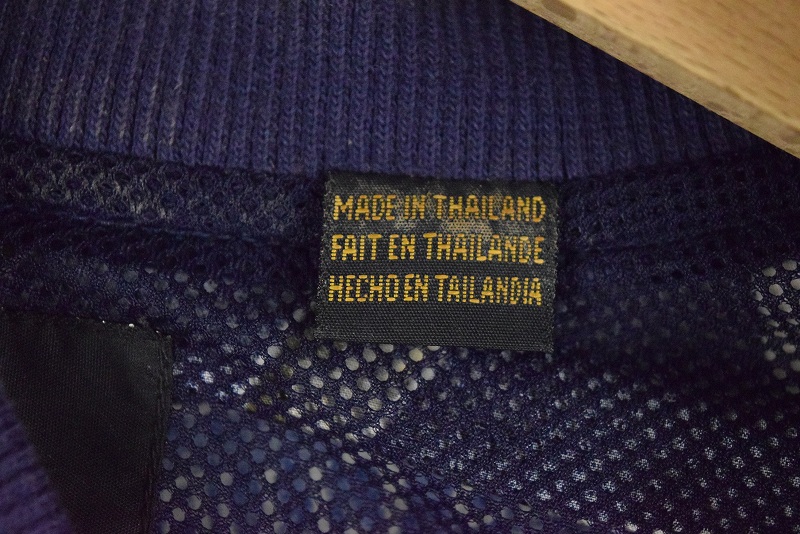 MADE IN THAILAND
FAIT EN THAILANDE
HECHO EN TAILANDIA